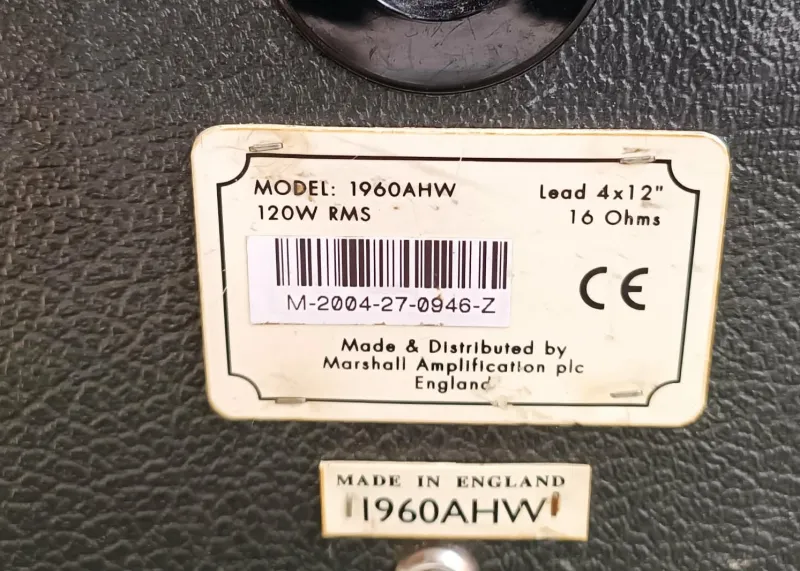 MODEL: 1960AHW
Lead 4x12"
120W RMS
16 Ohms
M-2004-27-0946-Z
CE
Made & Distributed by
Marshall Amplification plc
England
MADE IN ENGLAND
1960AHW